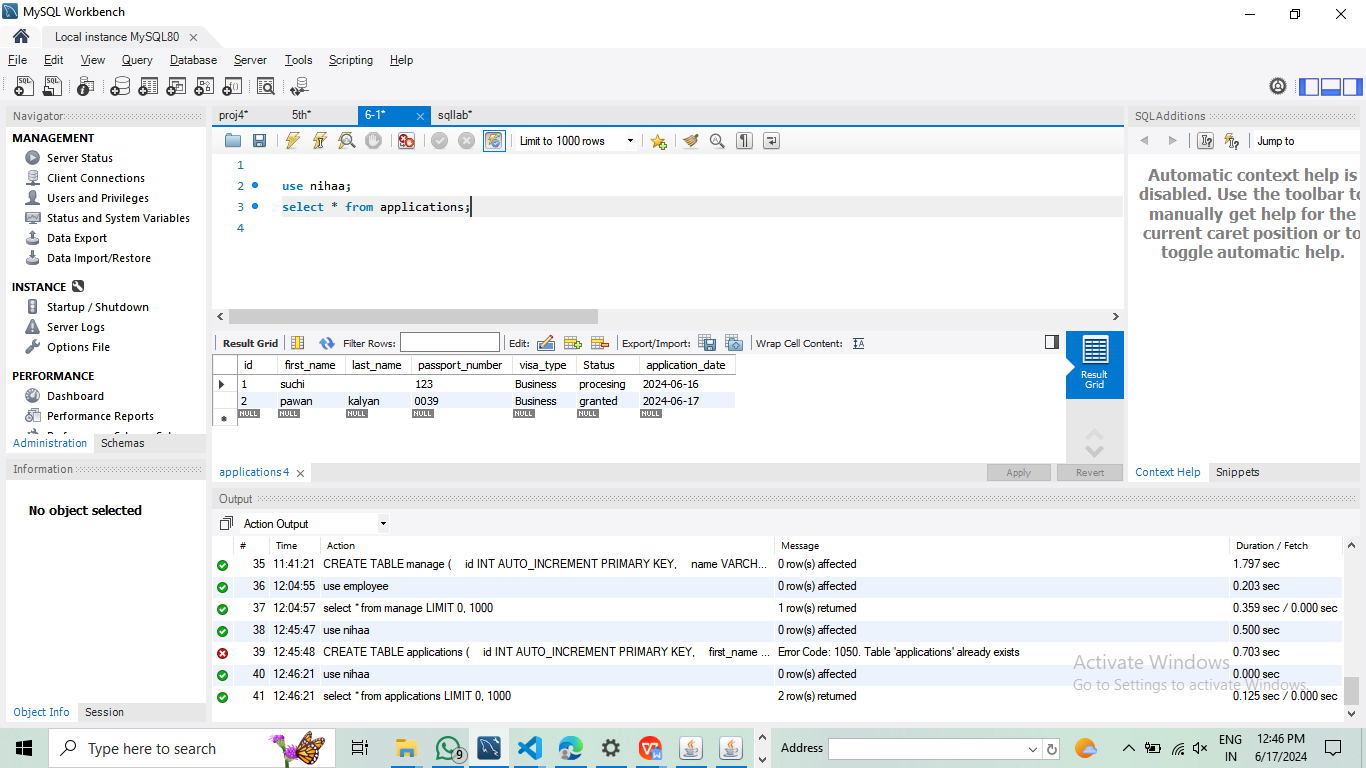 MySQL Workbench
Local instance MySQL80
File Edit View Query Database Server Tools Scripting Help
Navigator
MANAGEMENT
Server Status
Client Connections
Users and Privileges
Status and System Variables
Data Export
Data Import/Restore
INSTANCE
Startup / Shutdown
Server Logs
Options File
PERFORMANCE
Dashboard
Performance Reports
Administration Schemas
Information
No object selected
Object Info Session
proj4* 5th* 6-1* sqllab*
Limit to 1000 rows
1
2 use nihaa;
3 select * from applications;
4
Result Grid Filter Rows: Edit: Export/Import: Wrap Cell Content:
id first_name last_name passport_number visa_type Status application_date
1 suchi 123 Business procesing 2024-06-16
2 pawan kalyan 0039 Business granted 2024-06-17
NULL NULL NULL NULL NULL NULL NULL
Result
Grid
applications 4
Apply Revert
SQLAdditions
Jump to
Automatic context help is
disabled. Use the toolbar to
manually get help for the
current caret position or to
toggle automatic help.
Context Help Snippets
Output
Action Output
# Time Action Message Duration / Fetch
35 11:41:21 CREATE TABLE manage ( id INT AUTO_INCREMENT PRIMARY KEY, name VARCH... 0 row(s) affected 1.797 sec
36 12:04:55 use employee 0 row(s) affected 0.203 sec
37 12:04:57 select * from manage LIMIT 0, 1000 1 row(s) returned 0.359 sec / 0.000 sec
38 12:45:47 use nihaa 0 row(s) affected 0.500 sec
39 12:45:48 CREATE TABLE applications ( id INT AUTO_INCREMENT PRIMARY KEY, first_name ... Error Code: 1050. Table 'applications' already exists 0.703 sec
40 12:46:21 use nihaa 0 row(s) affected 0.000 sec
41 12:46:21 select * from applications LIMIT 0, 1000 2 row(s) returned 0.125 sec / 0.000 sec
Activate Windows
Go to Settings to activate Windows.
Type here to search
9
Address
ENG
IN
12:46 PM
6/17/2024